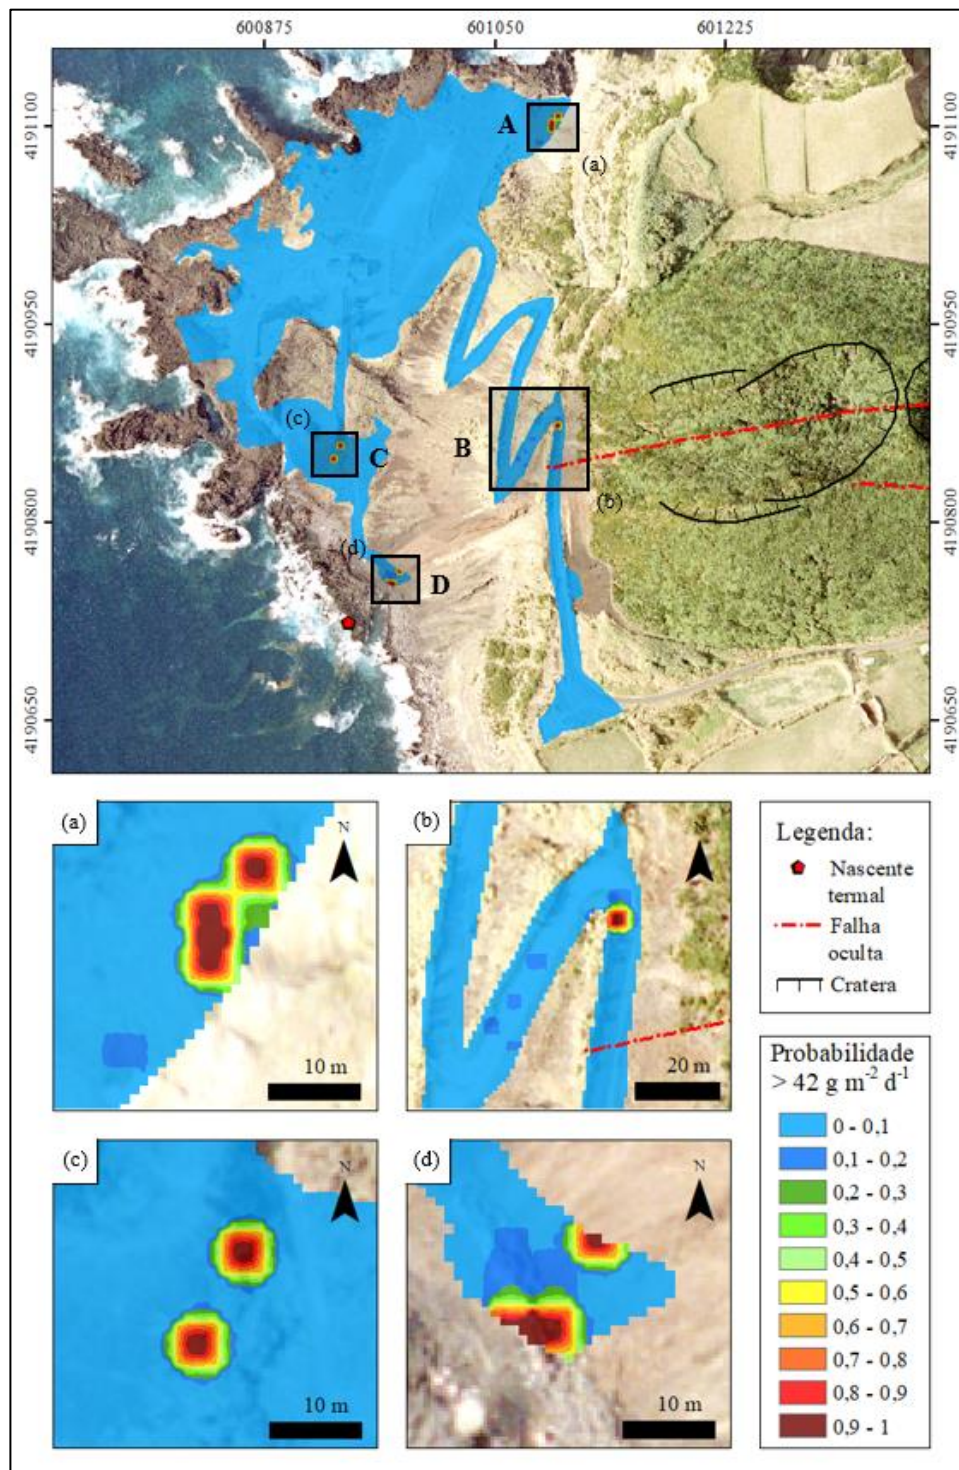 600875 601050 601225
4191100 4191100
A
(a)
4190950 4190950
(c)
B
C
(b)
4190800 4190800
(d)
D
4190650 4190650
(a)
N
10 m
(b)
N
20 m
Legenda:
Nascente
termal
Falha
oculta
Cratera
(c)
N
10 m
(d)
N
10 m
Probabilidade
> 42 g m⁻² d⁻¹
0 - 0,1
0,1 - 0,2
0,2 - 0,3
0,3 - 0,4
0,4 - 0,5
0,5 - 0,6
0,6 - 0,7
0,7 - 0,8
0,8 - 0,9
0,9 - 1